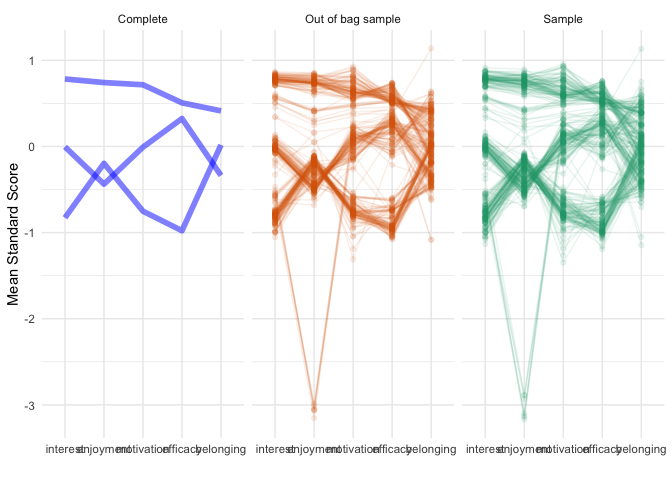 Complete
Out of bag sample
Sample
Mean Standard Score
1
0
-1
-2
-3
interest enjoyment motivation efficacy belonging
interest enjoyment motivation efficacy belonging
interest enjoyment motivation efficacy belonging